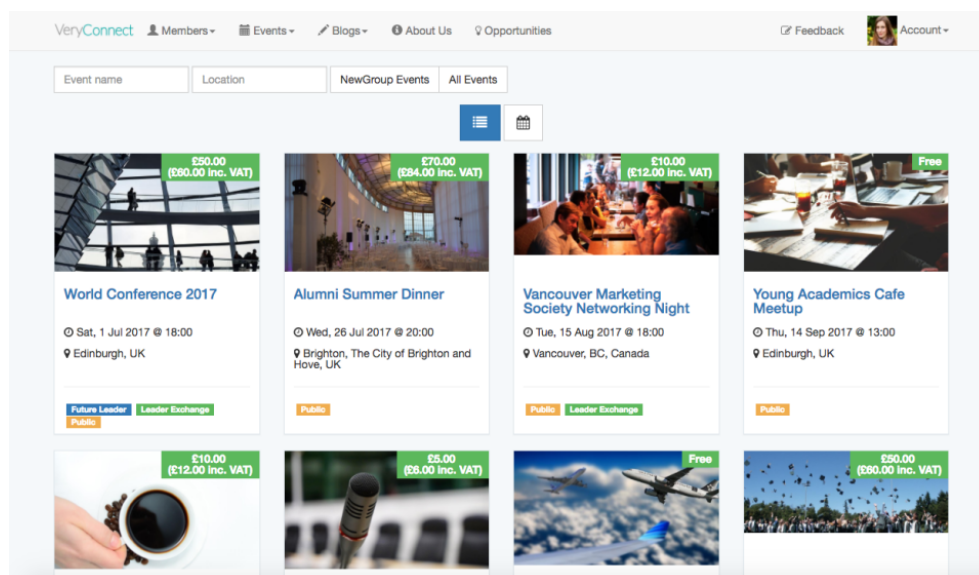 VeryConnect Members Events Blogs About Us Opportunities Feedback Account
Event name Location NewGroup Events All Events
£50.00
(£60.00 inc. VAT)
World Conference 2017
Sat, 1 Jul 2017 @ 18:00
Edinburgh, UK
Future Leader Leader Exchange
Public
£70.00
(£84.00 inc. VAT)
Alumni Summer Dinner
Wed, 26 Jul 2017 @ 20:00
Brighton, The City of Brighton and
Hove, UK
Public
£10.00
(£12.00 inc. VAT)
Vancouver Marketing
Society Networking Night
Tue, 15 Aug 2017 @ 18:00
Vancouver, BC, Canada
Public Leader Exchange
Free
Young Academics Cafe
Meetup
Thu, 14 Sep 2017 @ 13:00
Edinburgh, UK
Public
£10.00
(£12.00 inc. VAT)
£5.00
(£6.00 inc. VAT)
Free
£50.00
(£60.00 inc. VAT)